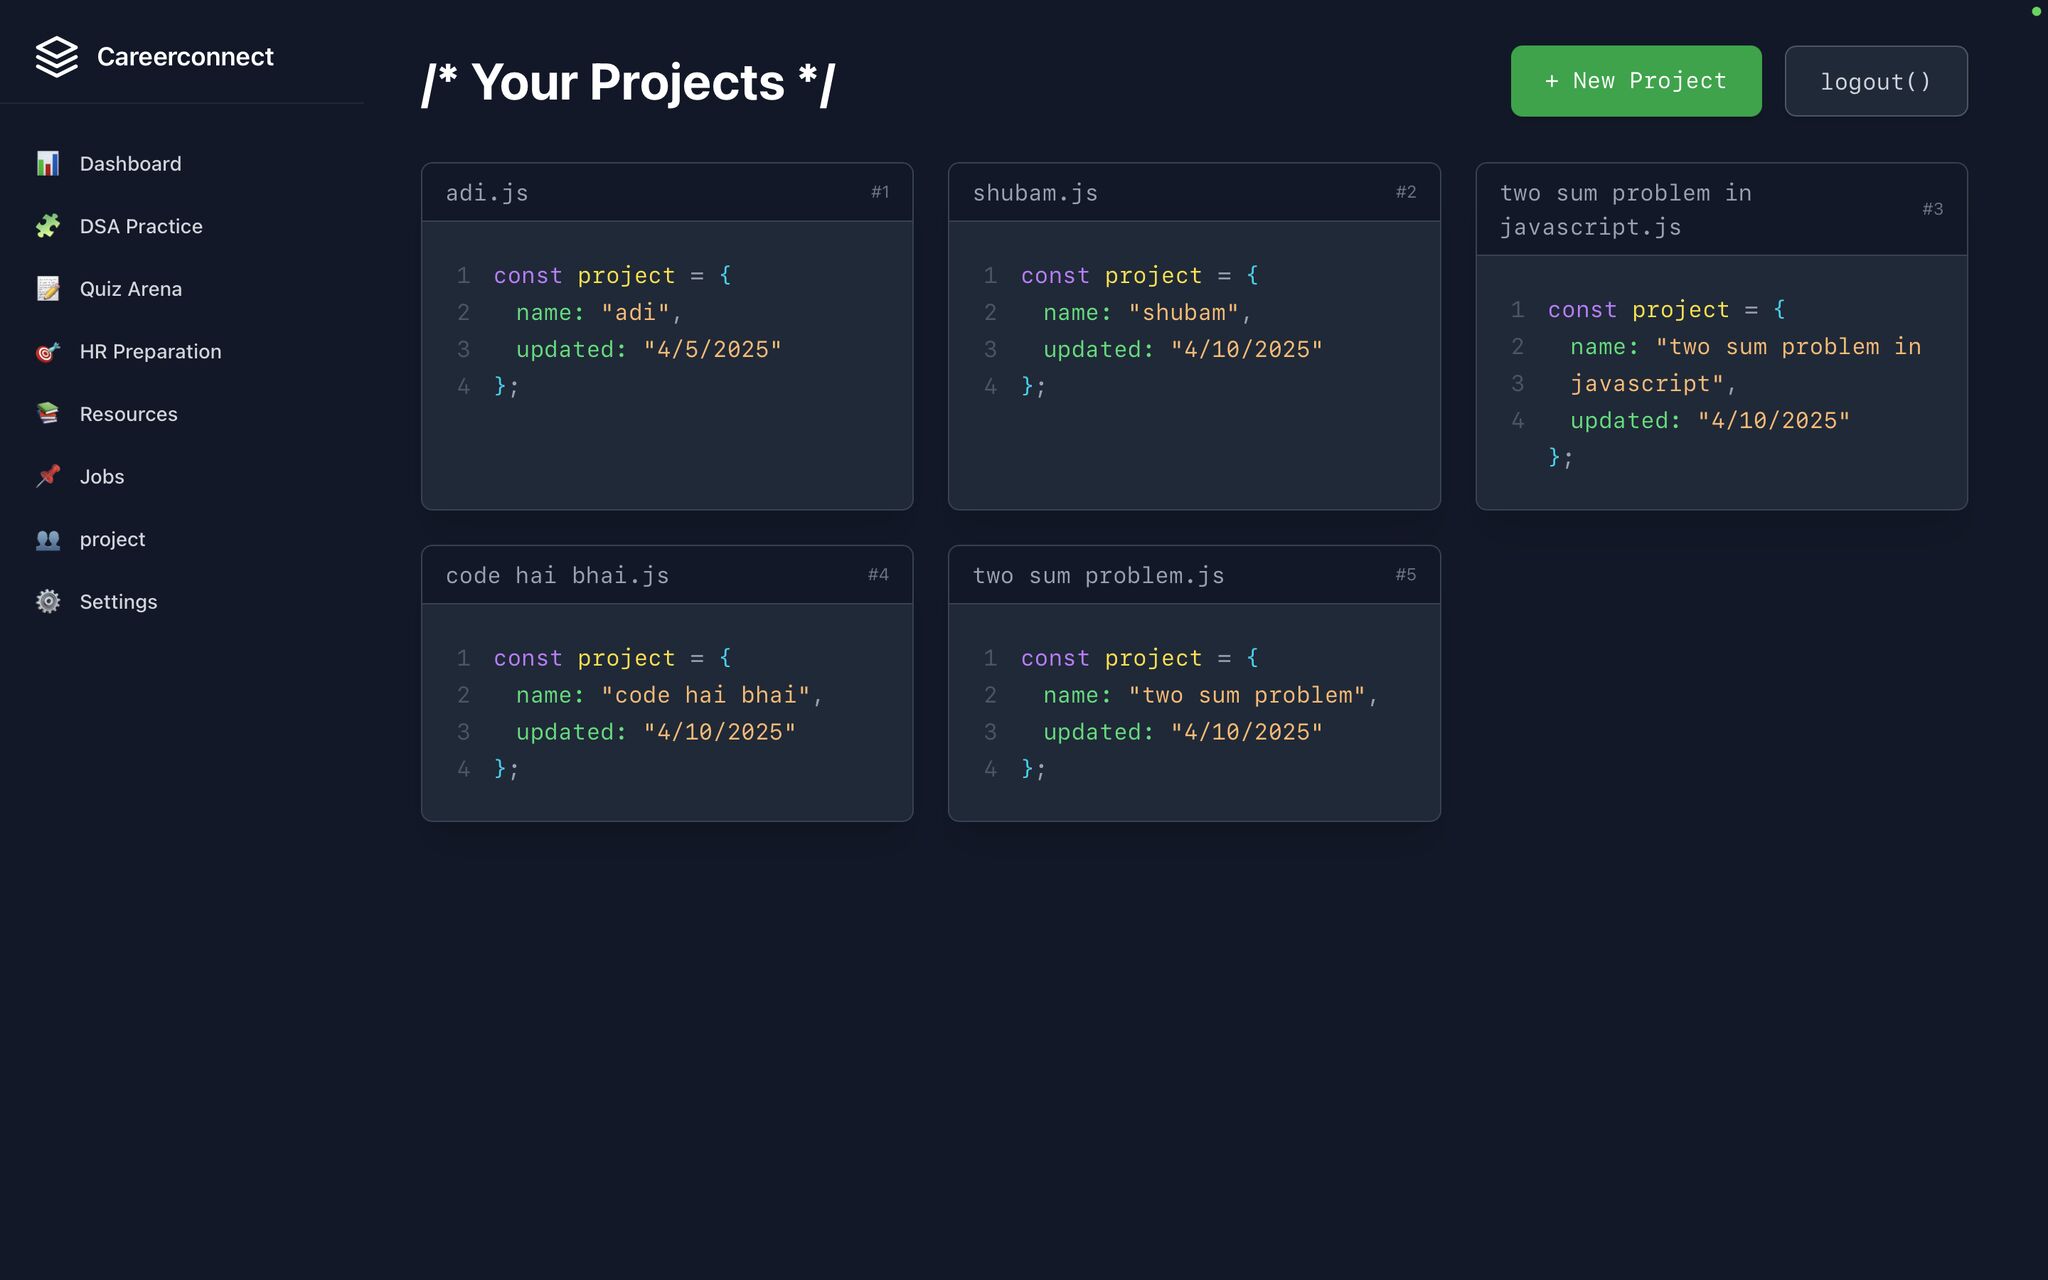 Careerconnect
Dashboard
DSA Practice
Quiz Arena
HR Preparation
Resources
Jobs
project
Settings
/* Your Projects */
+ New Project
logout()
adi.js #1
1 const project = {
2 name: "adi",
3 updated: "4/5/2025"
4 };
shubam.js #2
1 const project = {
2 name: "shubam",
3 updated: "4/10/2025"
4 };
two sum problem in
javascript.js
#3
1 const project = {
2 name: "two sum problem in
3 javascript",
4 updated: "4/10/2025"
};
code hai bhai.js #4
1 const project = {
2 name: "code hai bhai",
3 updated: "4/10/2025"
4 };
two sum problem.js #5
1 const project = {
2 name: "two sum problem",
3 updated: "4/10/2025"
4 };